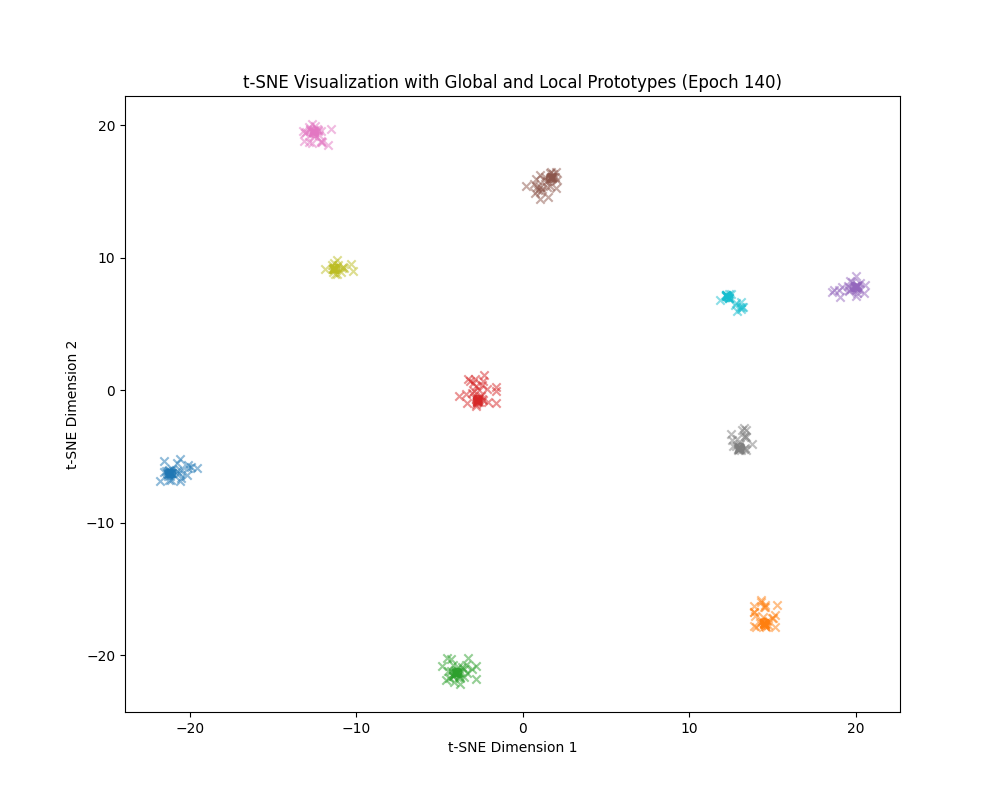 t-SNE Visualization with Global and Local Prototypes (Epoch 140)
20
10
0
−10
−20
t-SNE Dimension 2
−20 −10 0 10 20
t-SNE Dimension 1